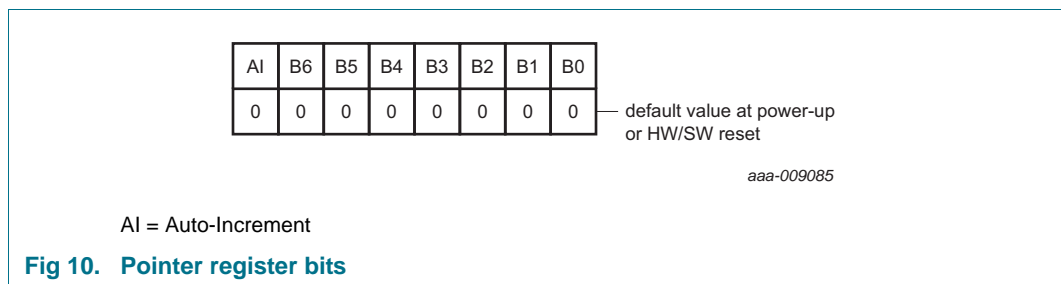 AI B6 B5 B4 B3 B2 B1 B0
0 0 0 0 0 0 0 0
default value at power-up
or HW/SW reset
aaa-009085
AI = Auto-Increment
Fig 10. Pointer register bits